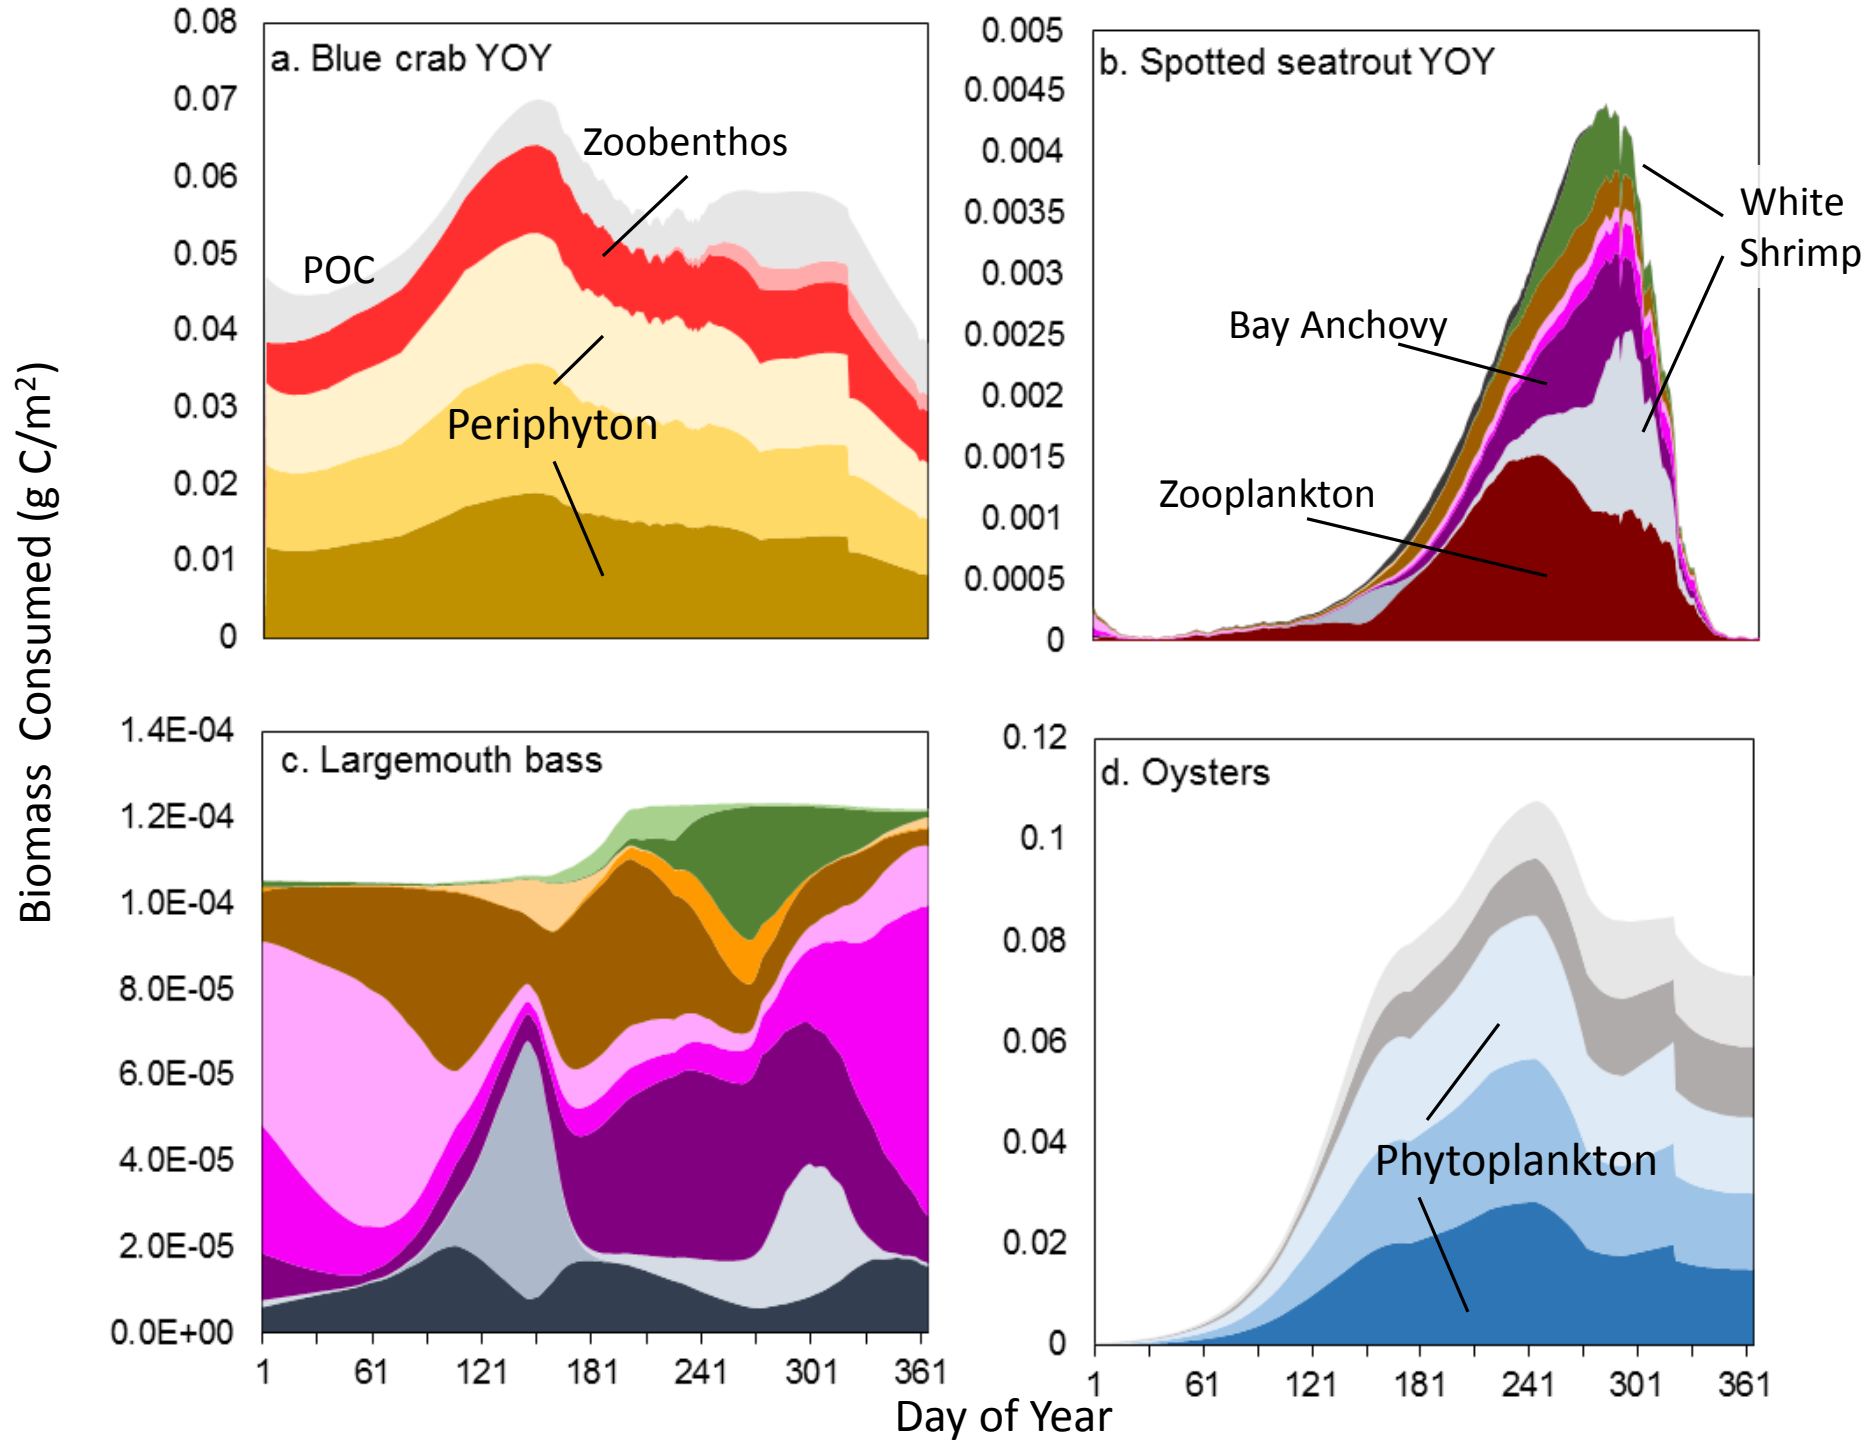 Biomass Consumed (g C/m²)
0.08
0.07
0.06
0.05
0.04
0.03
0.02
0.01
0
a. Blue crab YOY
Zoobenthos
POC
Periphyton
0.005
0.0045
0.004
0.0035
0.003
0.0025
0.002
0.0015
0.001
0.0005
0
b. Spotted seatrout YOY
White
Shrimp
Bay Anchovy
Zooplankton
1.4E-04
1.2E-04
1.0E-04
8.0E-05
6.0E-05
4.0E-05
2.0E-05
0.0E+00
c. Largemouth bass
1 61 121 181 241 301 361
0.12
0.1
0.08
0.06
0.04
0.02
0
d. Oysters
Phytoplankton
1 61 121 181 241 301 361
Day of Year